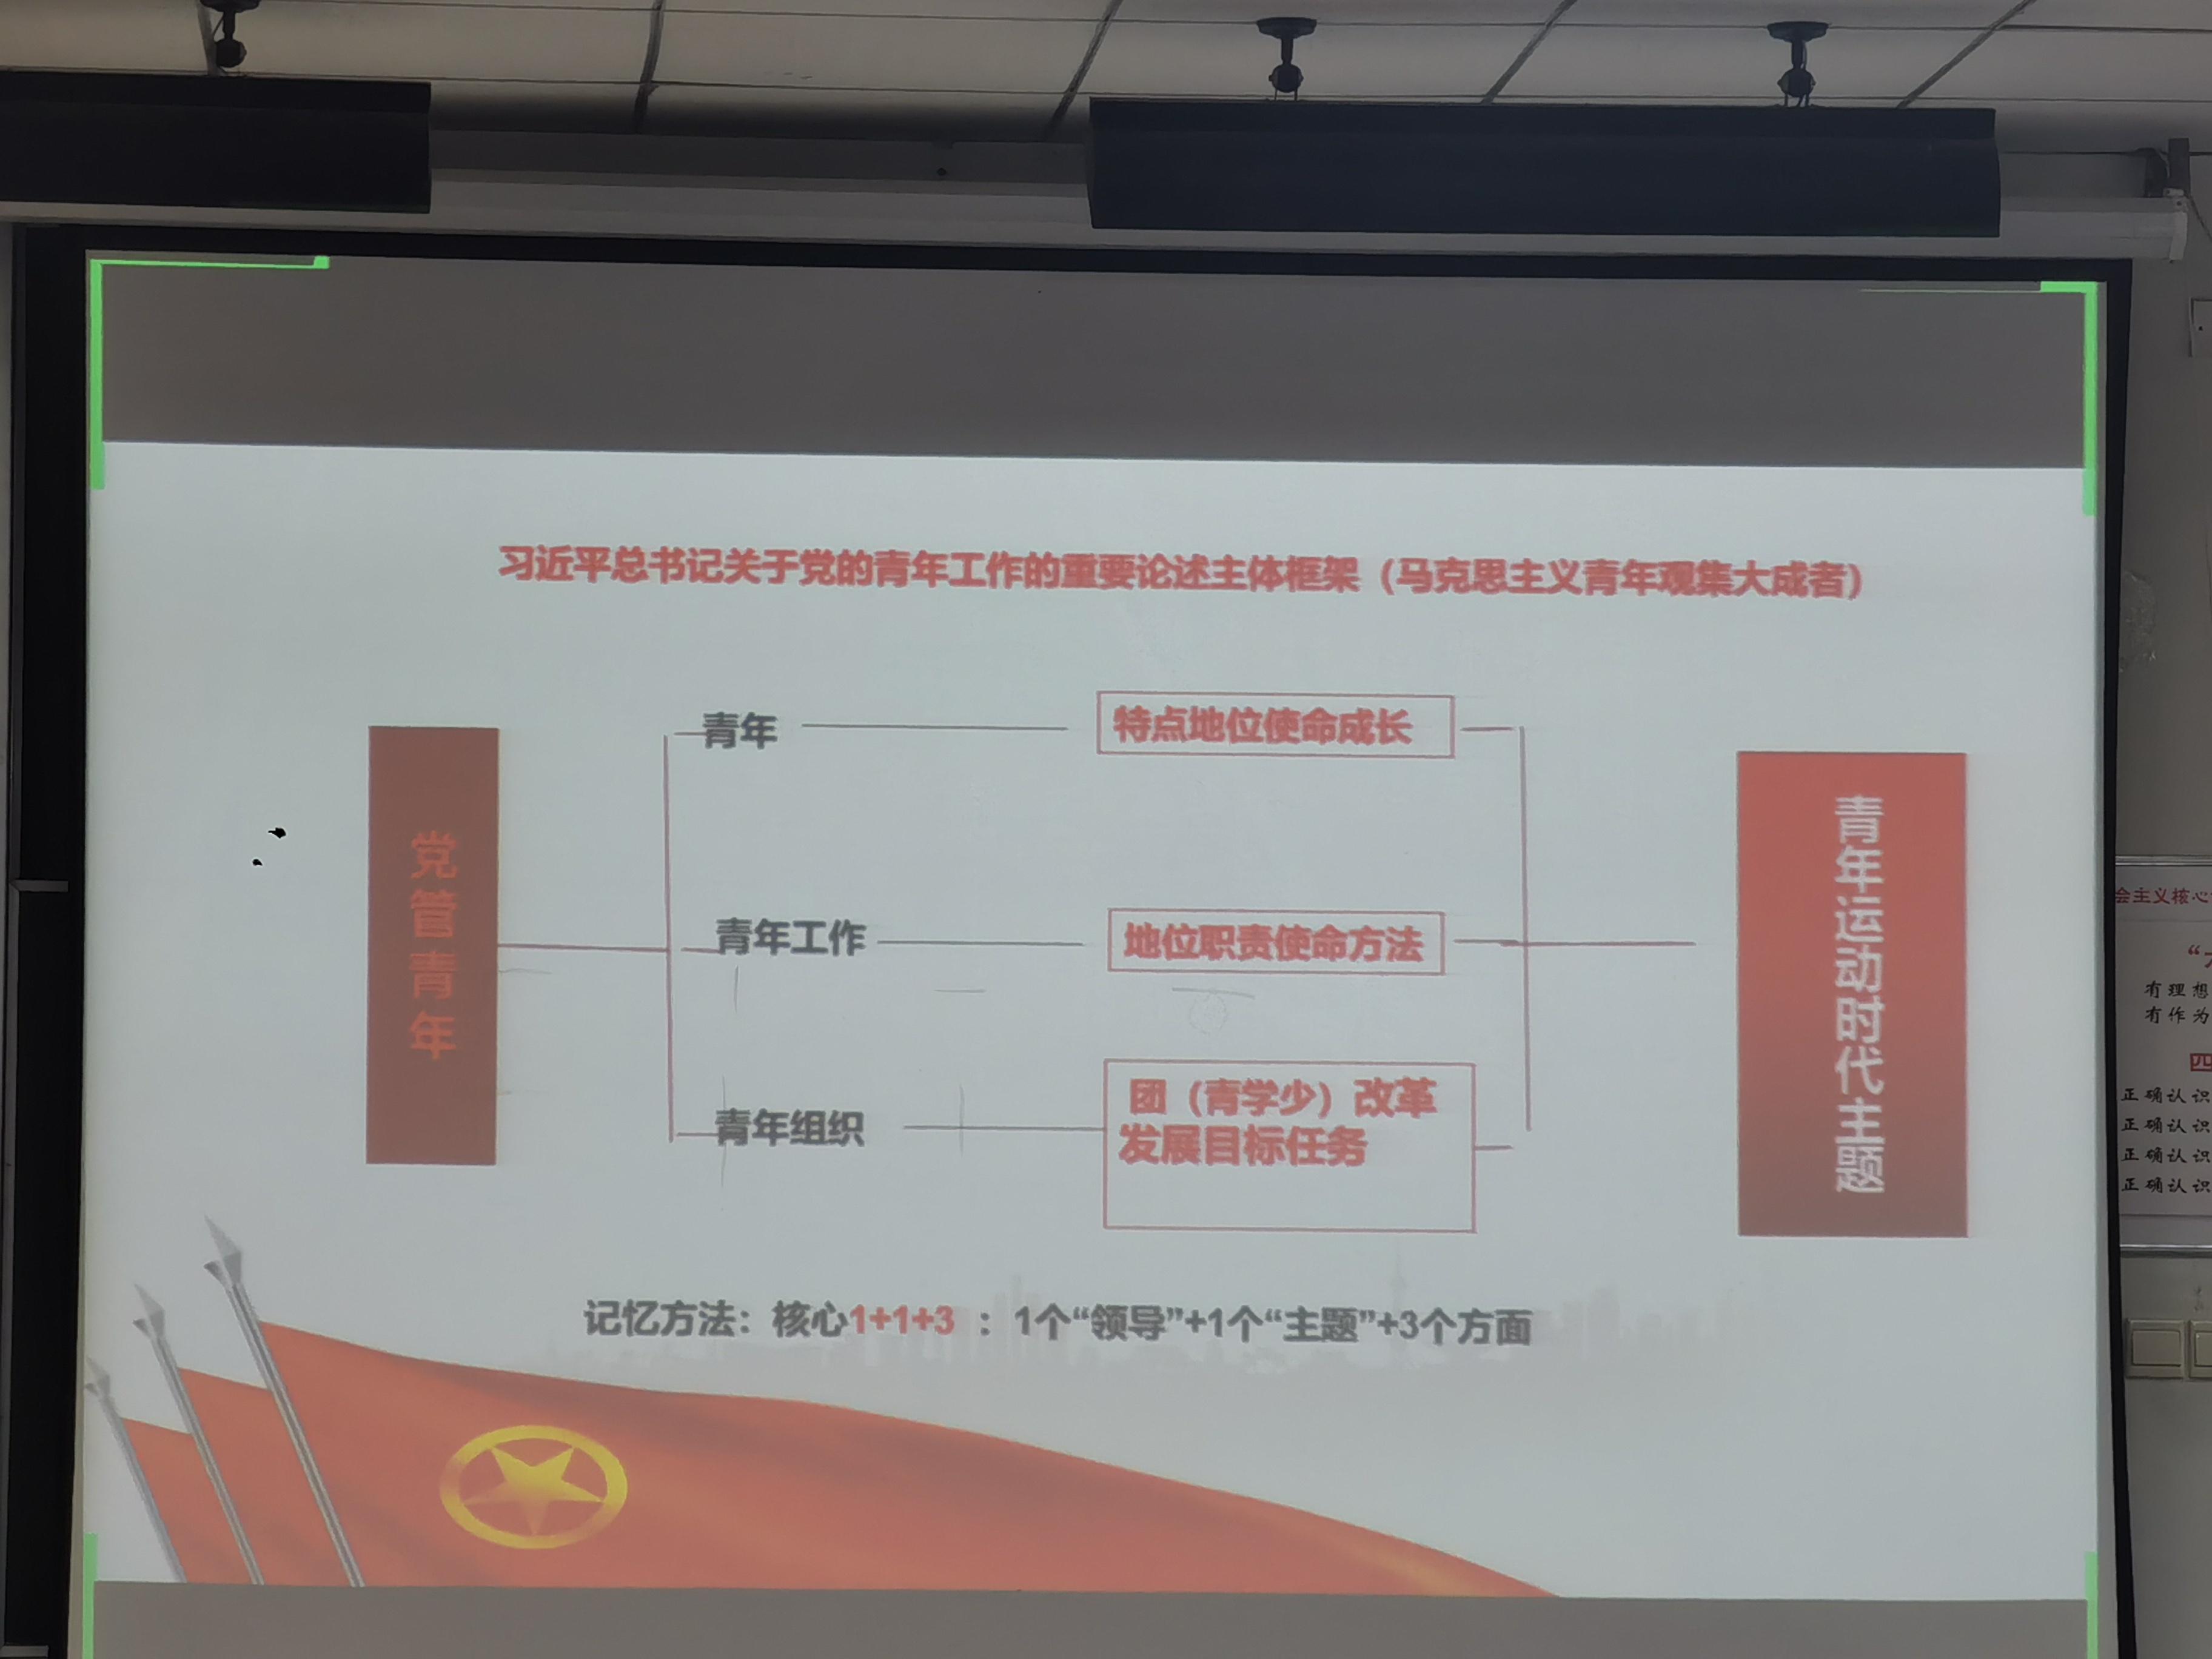 习近平总书记关于党的青年工作的重要论述主体框架（马克思主义青年观集大成者）
党管青年
青年
特点地位使命成长
青年工作
地位职责使命方法
青年组织
团（青学少）改革
发展目标任务
青年运动时代主题
记忆方法：核心1+1+3 ：1个“领导”+1个“主题”+3个方面
会主义核心
有理想
有作为
四
正确认识
正确认识
正确认识
正确认识